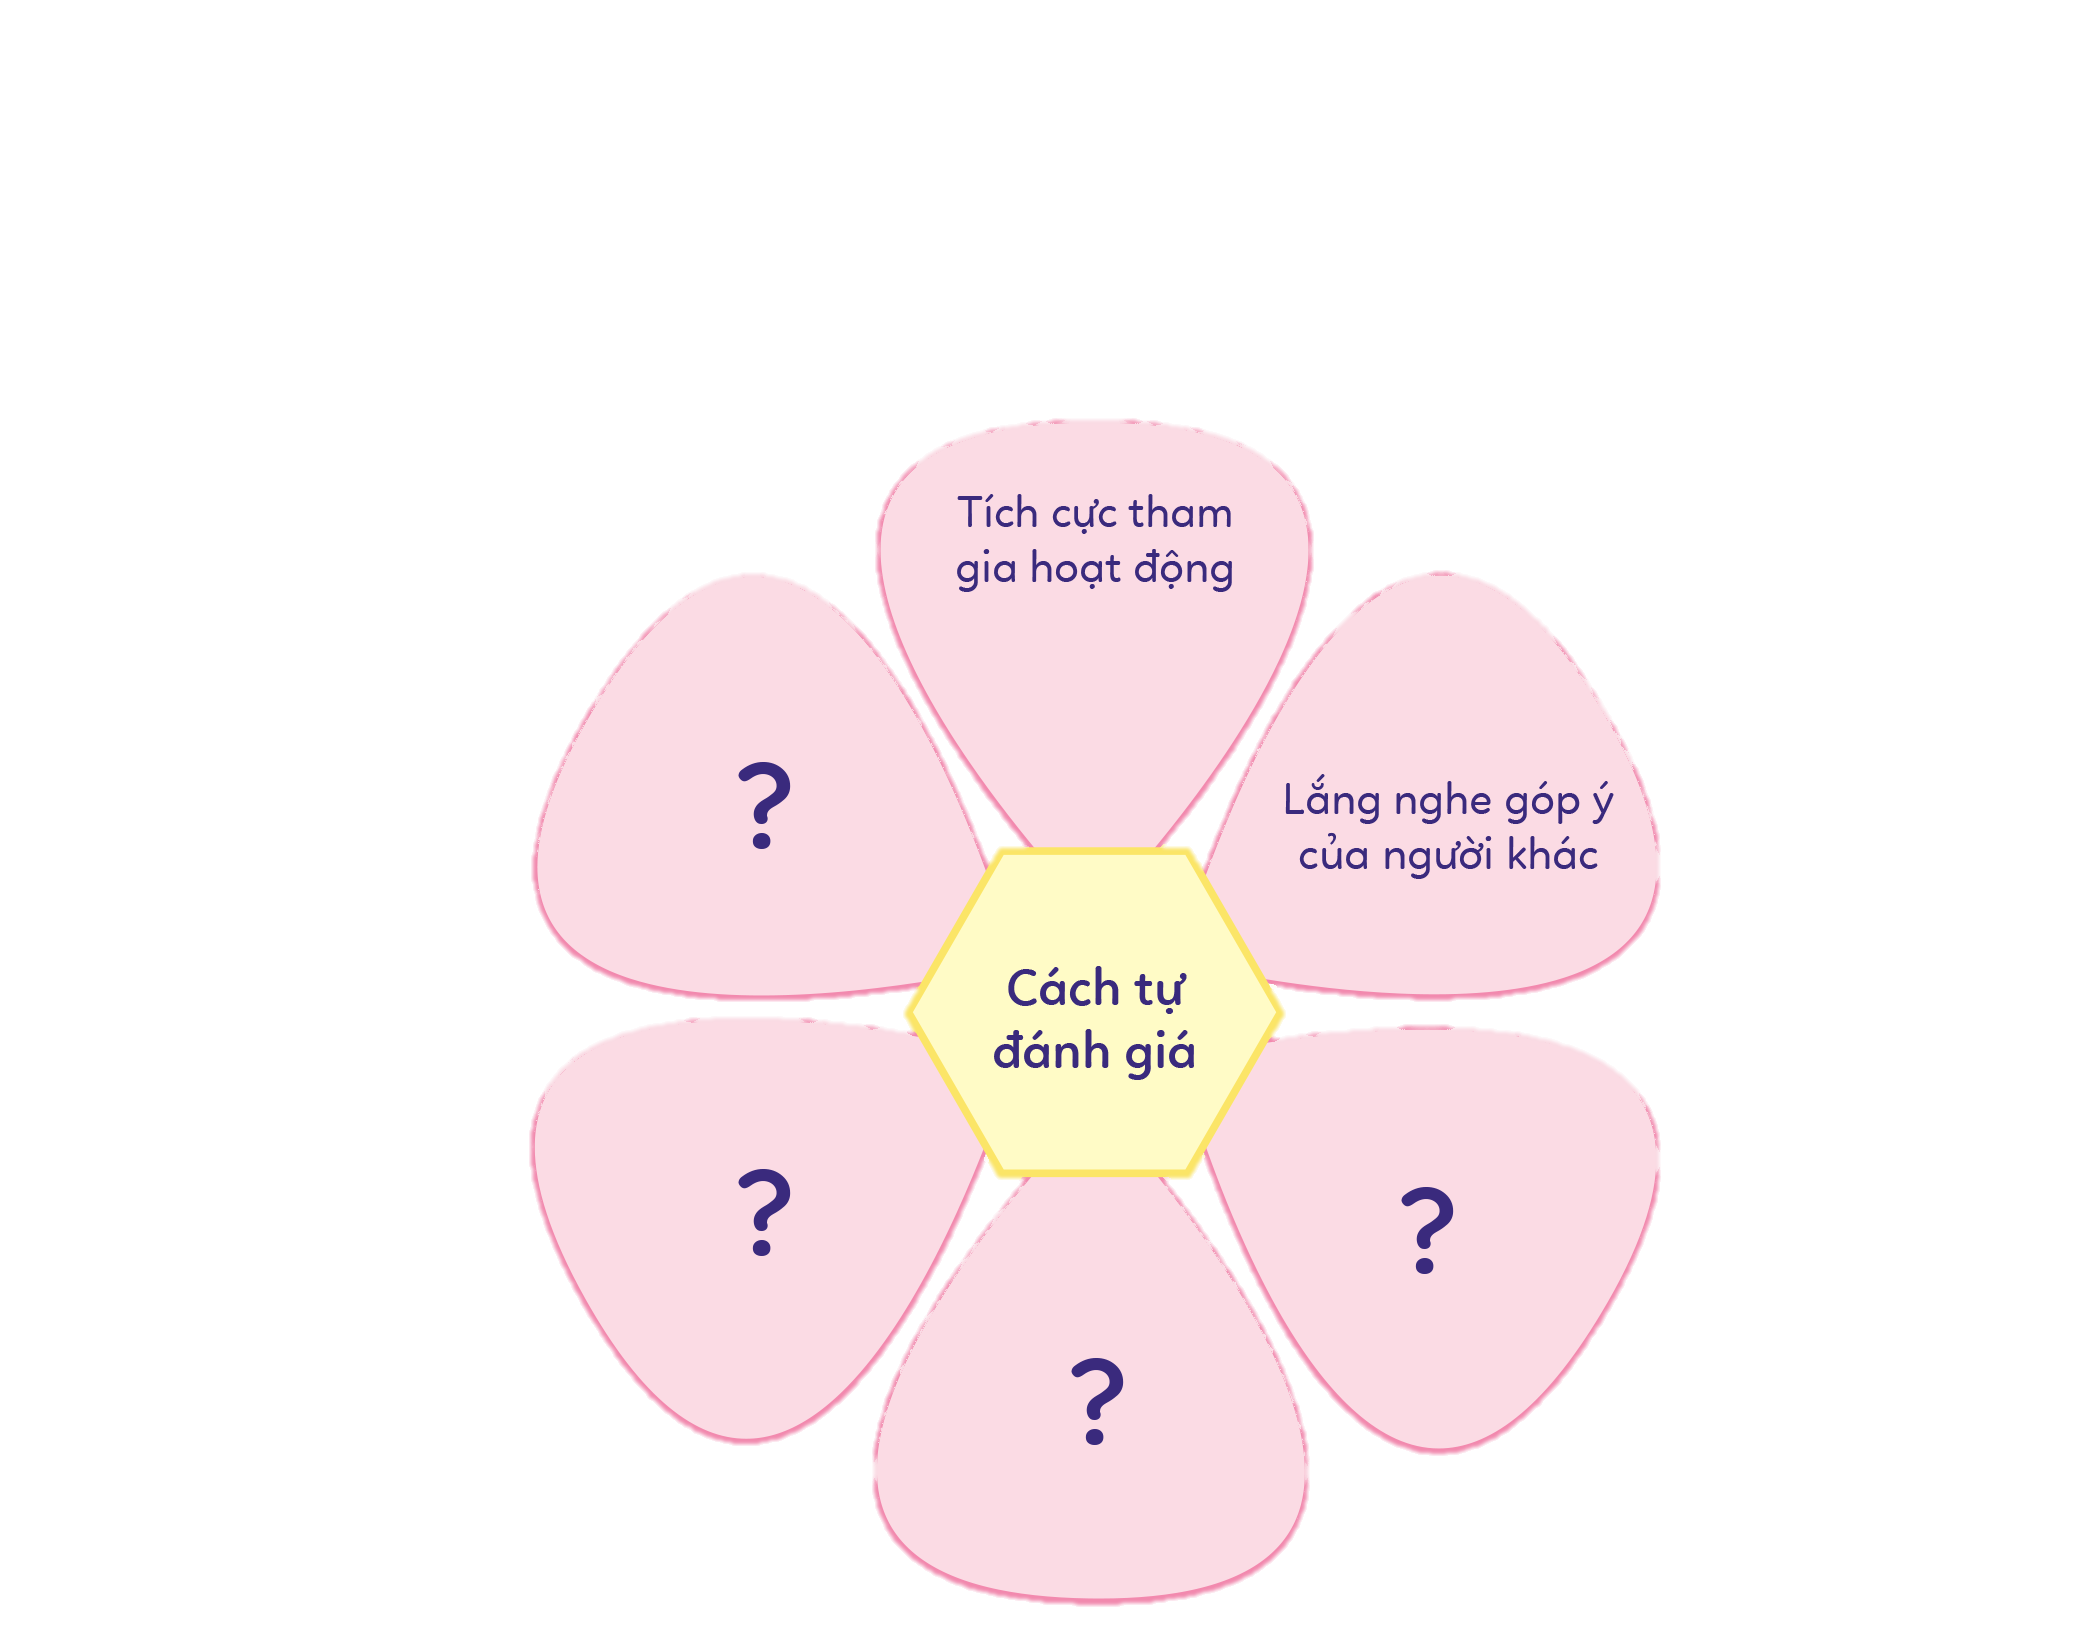 Tích cực tham
gia hoạt động
?
Lắng nghe góp ý
của người khác
Cách tự
đánh giá
?
?
?